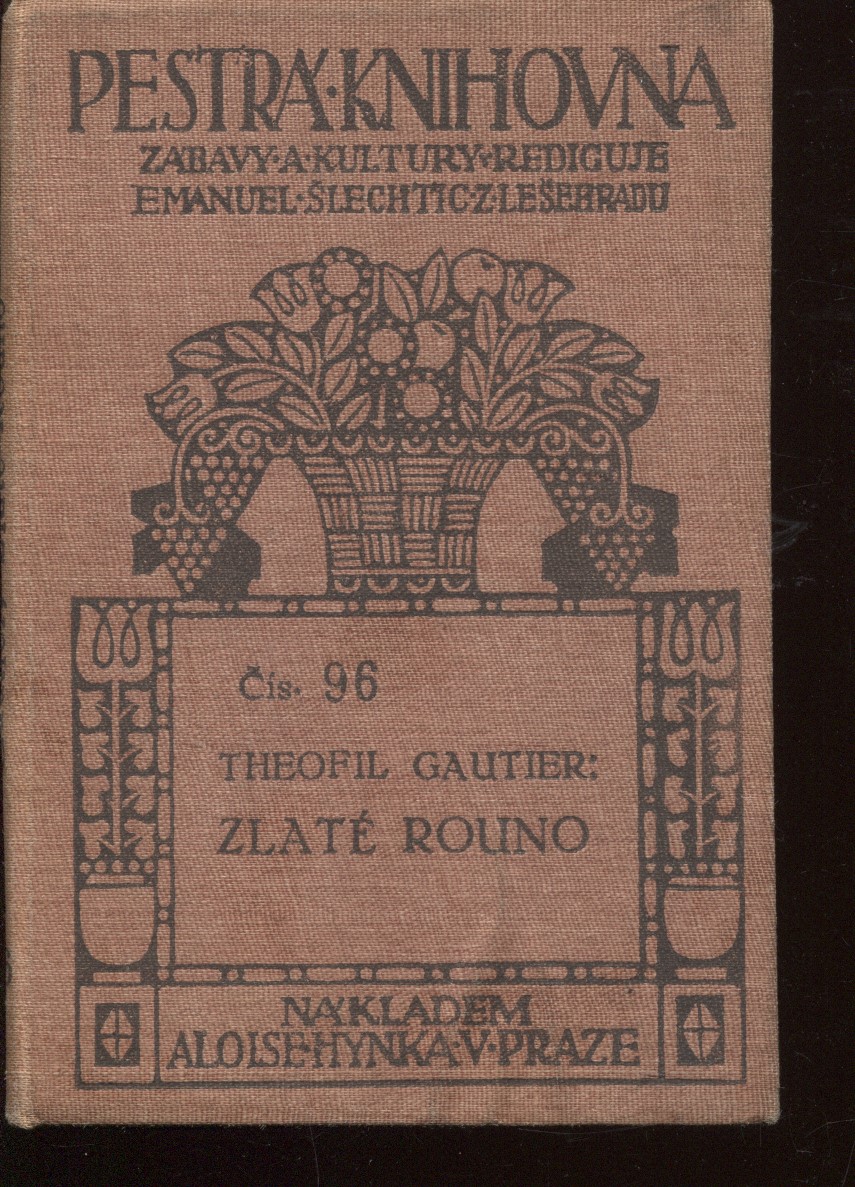 PESTRÁ·KNIHOVNA
ZÁBAVY·A·KULTURY·REDIGUJE
EMANUEL·ŠLECHTIC·Z·LEŠEHRADU
Čís· 96
THEOFIL GAUTIER:
ZLATÉ ROUNO
NÁKLADEM
ALOISE·HYNKA·V·PRAZE